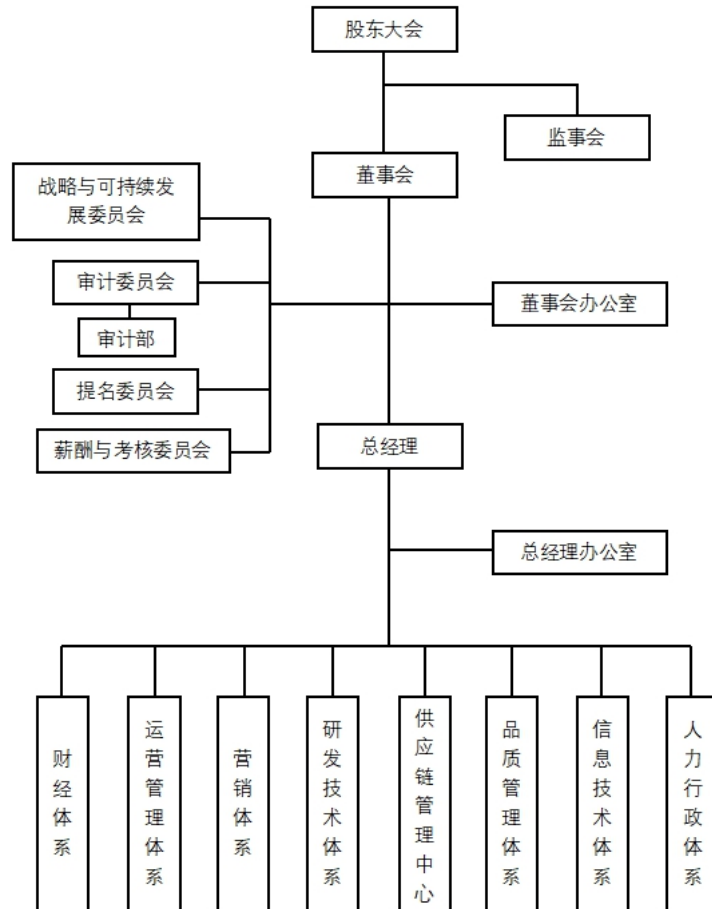 股东大会
监事会
董事会
战略与可持续发
展委员会
审计委员会
董事会办公室
审计部
提名委员会
薪酬与考核委员会
总经理
总经理办公室
财经体系
运营管理体系
营销体系
研发技术体系
供应链管理中心
品质管理体系
信息技术体系
人力行政体系